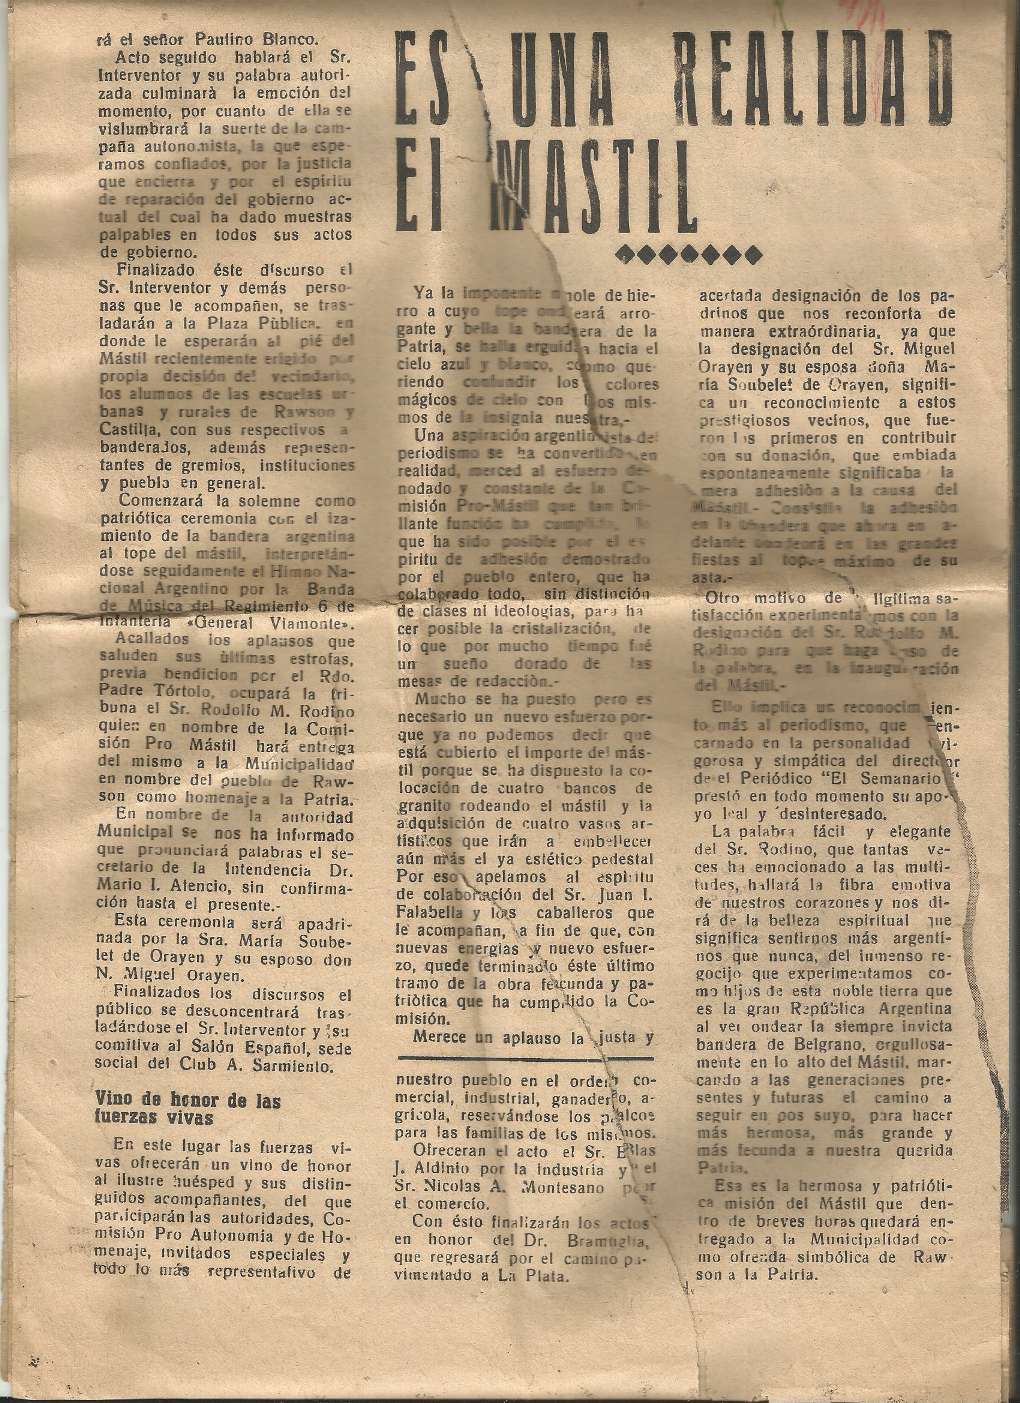 rá el señor Paulino Blanco.
Acto seguido hablará el Sr.
Interventor y su palabra autori-
zada culminarà la emoción del
momento, por cuanto de ella se
vislumbrará la suerte de la cam-
paña autonomista, la que espe-
ramos confiados, por la justicia
que encierra y por el espiritu
de reparación del gobierno ac-
tual del cual ha dado muestras
palpables en todos sus actos
de gobierno.
Finalizado éste discurso el
Sr. Interventor y demás perso-
nas que le acompañen, se tras-
ladarán a la Plaza Pùblica. en
donde le esperarán al pié del
Mástil recientemente erigido por
propia decisión del vecindario,
los alumnos de las escuelas ur-
banas y rurales de Rawson y
Castilla, con sus respectivos a
banderados, además represen-
tantes de gremios, instituciones
y pueblo en general.
Comenzará la solemne como
patriótica ceremonia con el iza-
miento de la bandera argentina
al tope del mástil, interpretán-
dose seguidamente el Himno Na-
cional Argentino por la Banda
de Mùsica del Regimiento 6 de
Infantería «General Viamonte».
Acallados los aplausos que
saluden sus ùltimas estrofas,
previa bendicion por el Rdo.
Padre Tórtolo, ocupará la tri-
buna el Sr. Rodolfo M. Rodino
quien en nombre de la Comi-
sión Pro Mástil hará entrega
del mismo a la Municipalidad
en nombre del pueblo de Raw-
son como homenaje a la Patria.
En nombre de la autoridad
Municipal se nos ha informado
que pronunciará palabras el se-
cretario de la Intendencia Dr.
Mario I. Atencio, sin confirma-
ción hasta el presente.-
Esta ceremonia será apadri-
nada por la Sra. María Soube-
let de Orayen y su esposo don
N. Miguel Orayen.
Finalizados los discursos el
público se desconcentrará tras-
ladándose el Sr. Interventor y su
comitiva al Salón Español, sede
social del Club A. Sarmiento.
Vino de honor de las
fuerzas vivas
En este lugar las fuerzas vi-
vas ofrecerán un vino de honor
al ilustre huésped y sus distin-
guidos acompañantes, del que
participarán las autoridades, Co-
misión Pro Autonomia y de Ho-
menaje, invitados especiales y
todo lo más representativo de
ES UNA REALIDAD
El MASTIL
Ya la imponente mole de hie-
rro a cuyo tope ondeará arro-
gante y bella la bandera de la
Patria, se halla erguida hacia el
cielo azul y blanco, como que-
riendo confundir los colores
mágicos de cielo con los mis-
mos de la insignia nuestra.-
Una aspiración argentinista del
periodismo se ha convertido en
realidad, merced al esfuerzo de-
nodado y constante de la Co-
misión Pro-Mástil que tan bri-
llante función ha cumplido, lo
que ha sido posible por el es
piritu de adhesión demostrado
por el pueblo entero, que ha
colaborado todo, sin distinción
de clases ni ideologías, para ha
cer posible la cristalización, de
lo que por mucho tiempo fué
un sueño dorado de las
mesas de redacción.-
Mucho se ha puesto pero es
necesario un nuevo esfuerzo por-
que ya no podemos decir que
está cubierto el importe del más-
til porque se ha dispuesto la co-
locación de cuatro bancos de
granito rodeando el mástil y la
adquisición de cuatro vasos ar-
tisticos que irán a embellecer
aún más el ya estético pedestal
Por eso apelamos al espiritu
de colaboración del Sr. Juan I.
Falabella y los caballeros que
le acompañan, a fin de que, con
nuevas energias y nuevo esfuer-
zo, quede terminado éste último
tramo de la obra fecunda y pa-
triòtica que ha cumplido la Co-
misión.
Merece un aplauso la justa y
nuestro pueblo en el orden co-
mercial, industrial, ganadero, a-
gricola, reservándose los palcos
para las familias de los mismos.
Ofreceran el acto el Sr. Elias
J. Aldinio por la industria y el
Sr. Nicolas A. Montesano por
el comercio.
Con ésto finalizarán los actos
en honor del Dr. Bramuglia,
que regresará por el camino pa-
vimentado a La Plata.
acertada designación de los pa-
drinos que nos reconforta de
manera extraórdinaria, ya que
la designación del Sr. Miguel
Orayen y su esposa doña Ma-
ría Soubelet de Orayen, signifi-
ca un reconocimiento a estos
prestigiosos vecinos, que fue-
ron los primeros en contribuir
con su donación, que emblada
espontaneamente significaba la
mera adhesión a la causa del
Mástil.- Consistía la adhesión
en la bandera que ahora en a-
delante ondeará en las grandes
fiestas al tope máximo de su
asta.-
Otro motivo de ligítima sa-
tisfacción experimentamos con la
designación del Sr. Rodolfo M.
Rodino para que haga uso de
la palabra, en la inauguración
del Mástil.-
Ello implica un reconocimiento
más al periodismo, que en-
carnado en la personalidad vi-
gorosa y simpática del director
de el Periódico "El Semanario"
prestó en todo momento su apo-
yo leal y desinteresado.
La palabra fácil y elegante
del Sr. Rodino, que tantas ve-
ces ha emocionado a las multi-
tudes, hallará la fibra emotiva
de nuestros corazones y nos di-
rá de la belleza espiritual que
significa sentirnos más argenti-
nos que nunca, del inmenso re-
gocijo que experimentamos co-
mo hijos de esta noble tierra que
es la gran República Argentina
al ver ondear la siempre invicta
bandera de Belgrano, orgullosa-
mente en lo alto del Mástil, mar-
cando a las generaciones pre-
sentes y futuras el camino a
seguir en pos suyo, para hacer
más hermosa, más grande y
más fecunda a nuestra querida
Patria.
Esa es la hermosa y patrióti-
ca misión del Mástil que den-
tro de breves horas quedará en-
tregado a la Municipalidad co-
mo ofrenda simbólica de Raw-
son a la Patria.